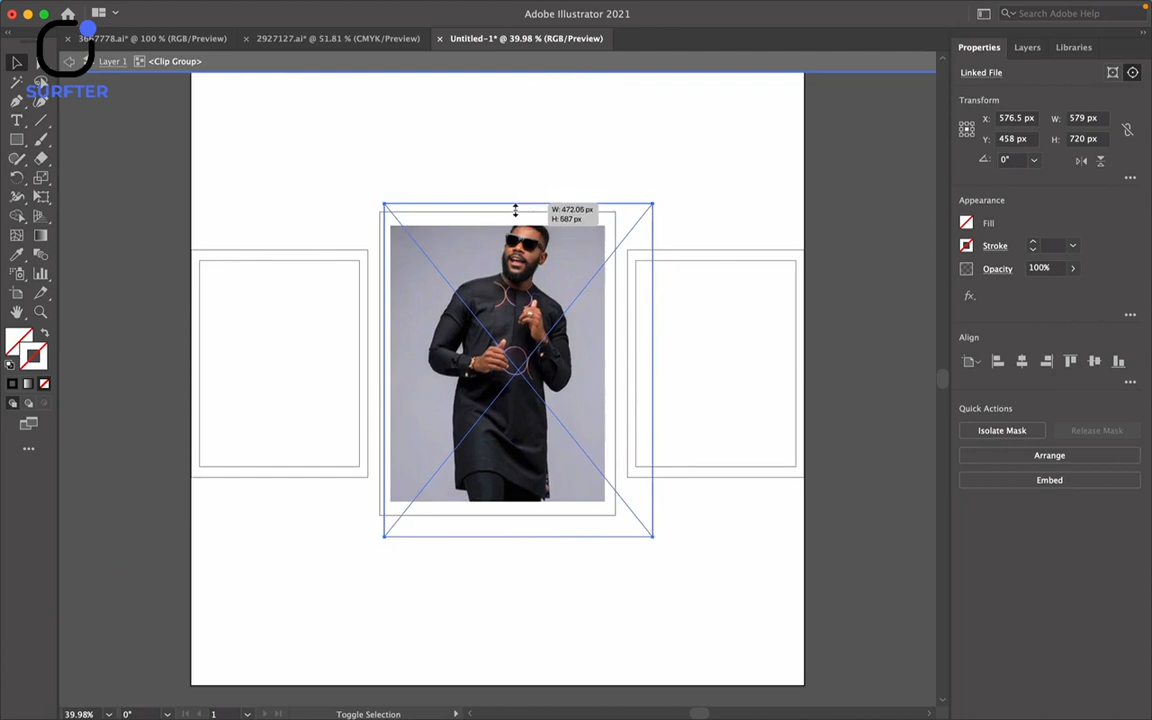 Adobe Illustrator 2021
Search Adobe Help
.ai* @ 100 % (RGB/Preview)
2927127.ai* @ 51.81 % (CMYK/Preview)
Untitled-1* @ 39.98 % (RGB/Preview)
Layer 1
<Clip Group>
SURFTER
W: 472.05 px
H: 587 px
Properties
Layers
Libraries
Linked File
Transform
X: 576.5 px
W: 579 px
Y: 458 px
H: 720 px
0°
Appearance
Fill
Stroke
Opacity
100%
fx.
Align
Quick Actions
Isolate Mask
Release Mask
Arrange
Embed
39.98%
0°
1
Toggle Selection